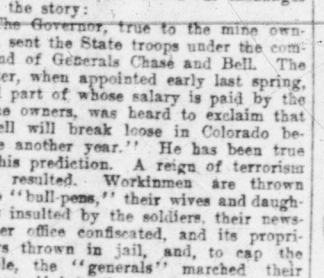 the story:
The Governor, true to the mine own-
sent the State troops under the com-
nd of Generals Chase and Bell. The
er, when appointed early last spring,
part of whose salary is paid by the
e owners, was heard to exclaim that
ell will break loose in Colorado be-
e another year." He has been true
his prediction. A reign of terrorism
resulted. Workinmen are thrown
"bull-pens," their wives and daugh-
s insulted by the soldiers, their news-
er office confiscated, and its propri-
rs thrown in jail, and, to cap the
le, the "generals" marched their